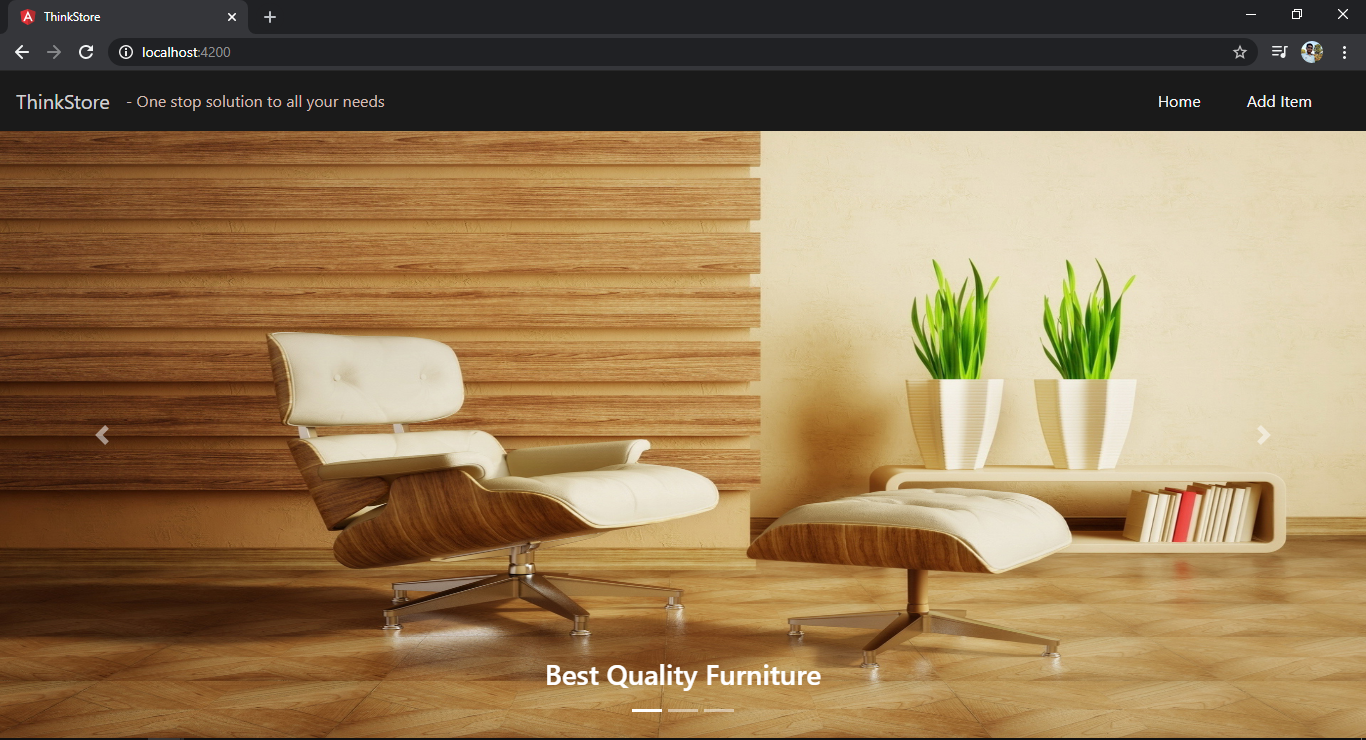 ThinkStore
localhost:4200
ThinkStore - One stop solution to all your needs
Home Add Item
Best Quality Furniture